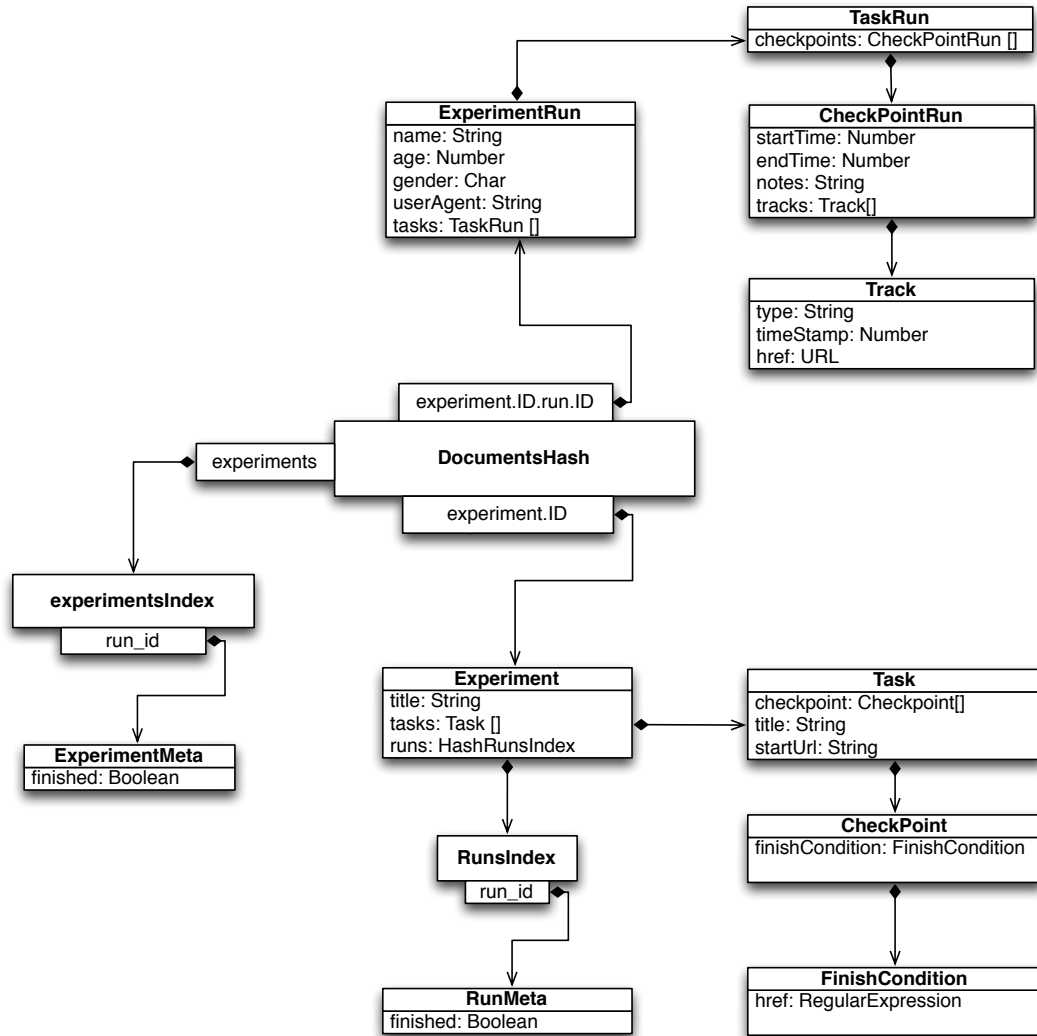 TaskRun
checkpoints: CheckPointRun []
ExperimentRun
name: String
age: Number
gender: Char
userAgent: String
tasks: TaskRun []
CheckPointRun
startTime: Number
endTime: Number
notes: String
tracks: Track[]
Track
type: String
timeStamp: Number
href: URL
experiment.ID.run.ID
experiments
DocumentsHash
experiment.ID
experimentsIndex
run_id
ExperimentMeta
finished: Boolean
Experiment
title: String
tasks: Task []
runs: HashRunsIndex
Task
checkpoint: Checkpoint[]
title: String
startUrl: String
CheckPoint
finishCondition: FinishCondition
RunsIndex
run_id
RunMeta
finished: Boolean
FinishCondition
href: RegularExpression